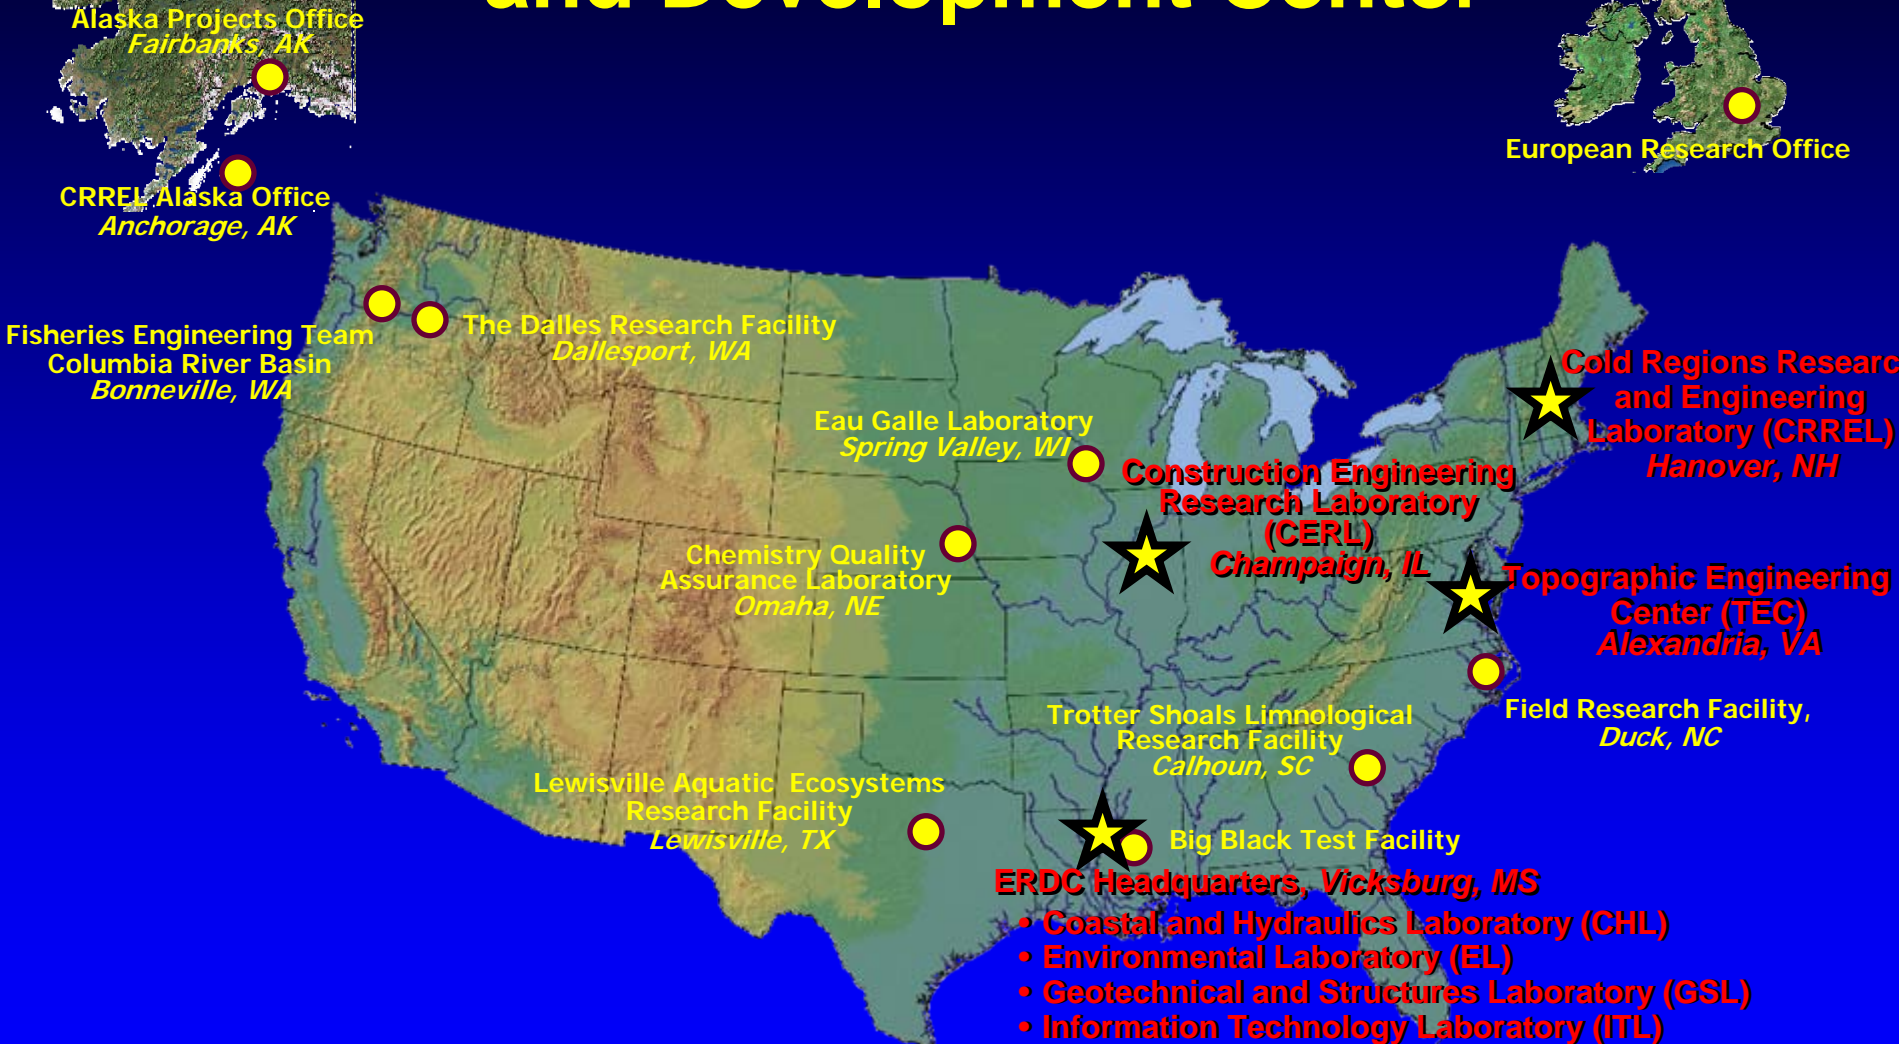 and Development Center
Alaska Projects Office
Fairbanks, AK
CRREL Alaska Office
Anchorage, AK
European Research Office
Fisheries Engineering Team
Columbia River Basin
Bonneville, WA
The Dalles Research Facility
Dallesport, WA
Eau Galle Laboratory
Spring Valley, WI
Cold Regions Researc
and Engineering
Laboratory (CRREL)
Hanover, NH
Construction Engineering
Research Laboratory
(CERL)
Champaign, IL
Chemistry Quality
Assurance Laboratory
Omaha, NE
Topographic Engineering
Center (TEC)
Alexandria, VA
Field Research Facility,
Duck, NC
Trotter Shoals Limnological
Research Facility
Calhoun, SC
Lewisville Aquatic Ecosystems
Research Facility
Lewisville, TX
Big Black Test Facility
ERDC Headquarters, Vicksburg, MS
• Coastal and Hydraulics Laboratory (CHL)
• Environmental Laboratory (EL)
• Geotechnical and Structures Laboratory (GSL)
• Information Technology Laboratory (ITL)